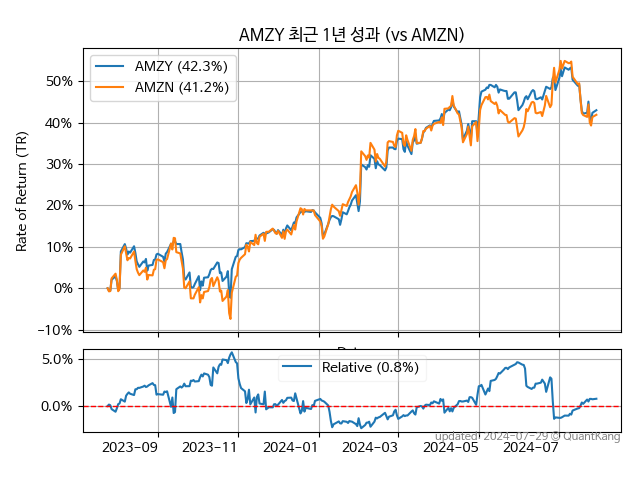 AMZY 최근 1년 성과 (vs AMZN)
AMZY (42.3%)
AMZN (41.2%)
Rate of Return (TR)
50%
40%
30%
20%
10%
0%
−10%
Relative (0.8%)
5.0%
0.0%
2023−09
2023−11
2024−01
2024−03
2024−05
2024−07
updated: 2024−07−29 © QuantKang